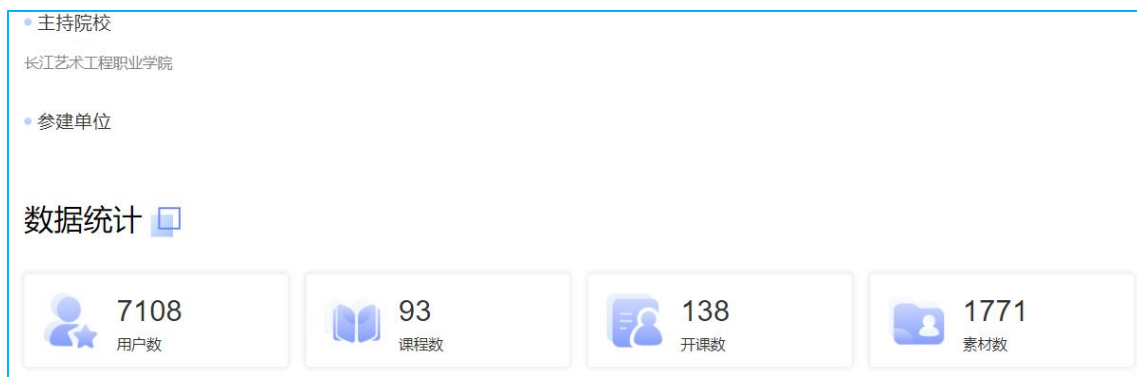 主持院校
长江艺术工程职业学院
参建单位
数据统计
7108
用户数
93
课程数
138
开课数
1771
素材数